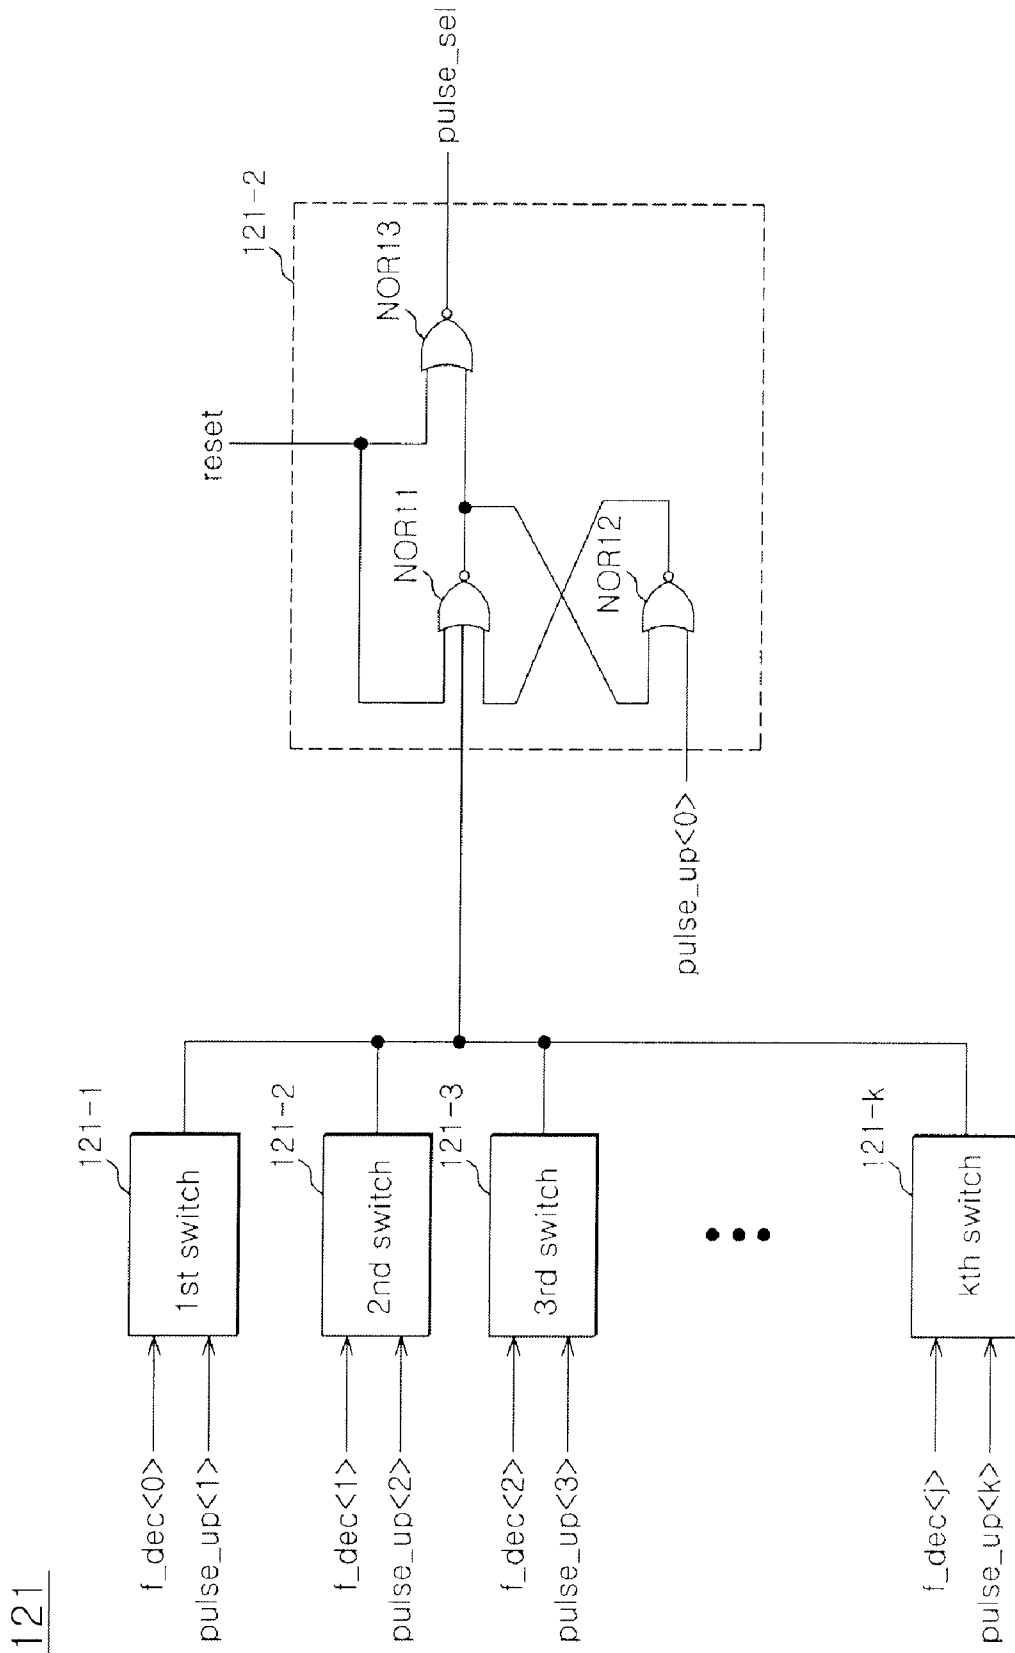 121
f_dec<0>
pulse_up<1>
1st switch
121-1
f_dec<1>
pulse_up<2>
2nd switch
121-2
f_dec<2>
pulse_up<3>
3rd switch
121-3
f_dec<j>
pulse_up<k>
kth switch
121-k
pulse_up<0>
reset
NOR11
NOR12
NOR13
121-2
pulse_sel